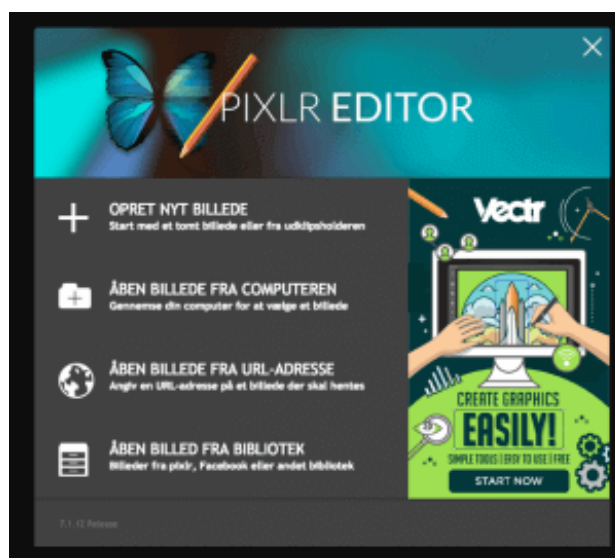 PIXLR EDITOR
OPRET NYT BILLEDE
Start med et tomt billede eller fra udklipsholderen
ÅBEN BILLEDE FRA COMPUTEREN
Gennemse din computer for at vælge et billede
ÅBEN BILLEDE FRA URL-ADRESSE
Angiv en URL-adresse på et billede der skal hentes
ÅBEN BILLED FRA BIBLIOTEK
Billeder fra pixlr, Facebook eller andet bibliotek
7.1.12 Release
Vectr
CREATE GRAPHICS
EASILY!
SIMPLE TOOLS | EASY TO USE | FREE
START NOW